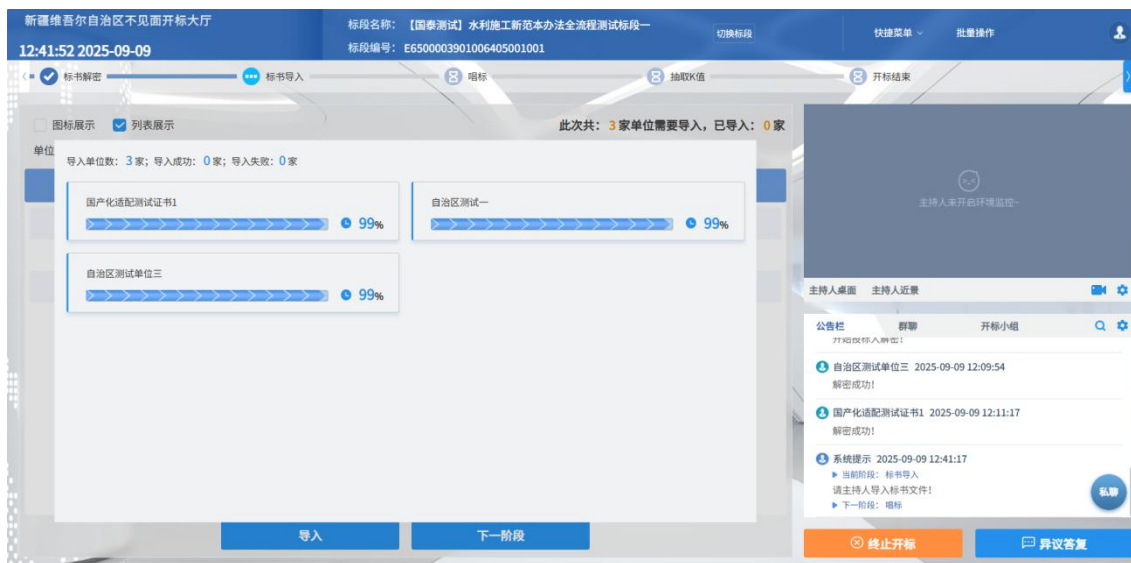 新疆维吾尔自治区不见面开标大厅
12:41:52 2025-09-09
标段名称： 【国泰测试】水利施工新范本办法全流程测试标段一
标段编号： E6500003901006405001001
切换标段
快捷菜单
批量操作
标书解密
标书导入
唱标
抽取K值
开标结束
图标展示
列表展示
此次共： 3 家单位需要导入，已导入： 0 家
单位
导入单位数： 3 家；导入成功： 0 家；导入失败： 0 家
国产化适配测试证书1
99%
自治区测试一
99%
自治区测试单位三
99%
导入
下一阶段
主持人未开启环境监控~
主持人桌面
主持人近景
公告栏
群聊
开标小组
开始投标人解密！
自治区测试单位三 2025-09-09 12:09:54
解密成功！
国产化适配测试证书1 2025-09-09 12:11:17
解密成功！
系统提示 2025-09-09 12:41:17
当前阶段： 标书导入
请主持人导入标书文件！
下一阶段： 唱标
私聊
终止开标
异议答复